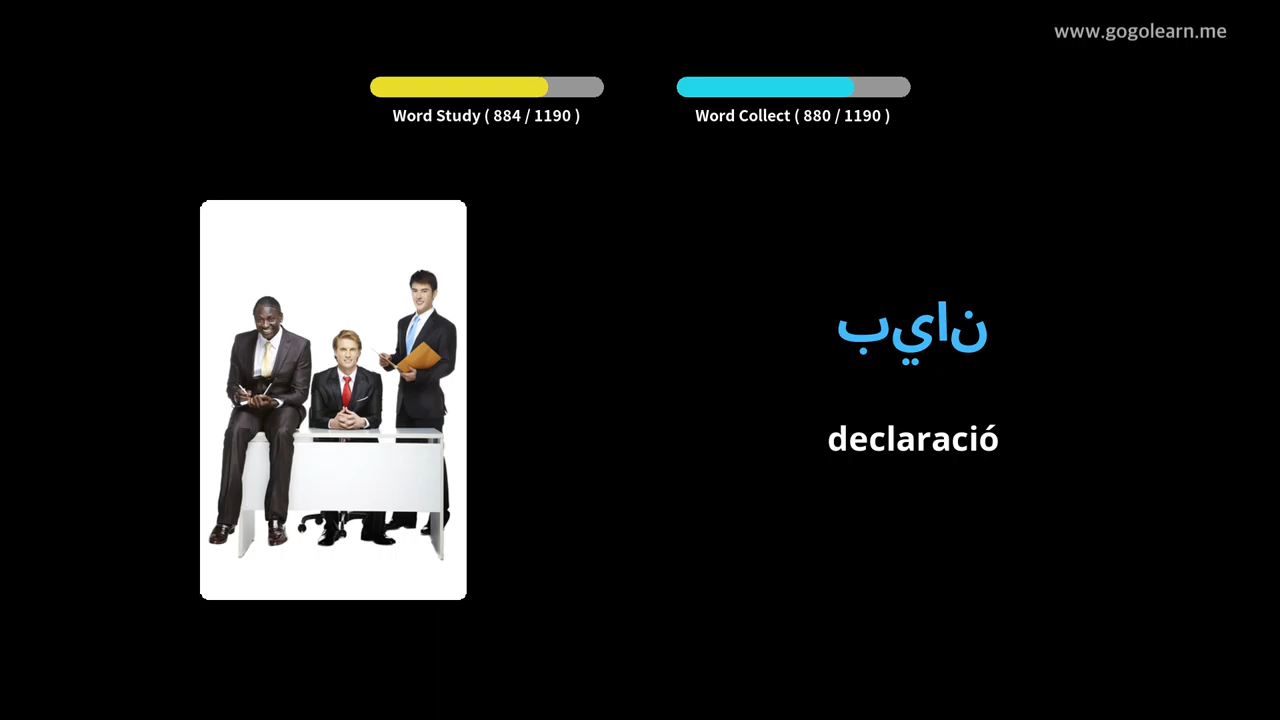 www.gogolearn.me
Word Study ( 884 / 1190 )
Word Collect ( 880 / 1190 )
بيان
declaració